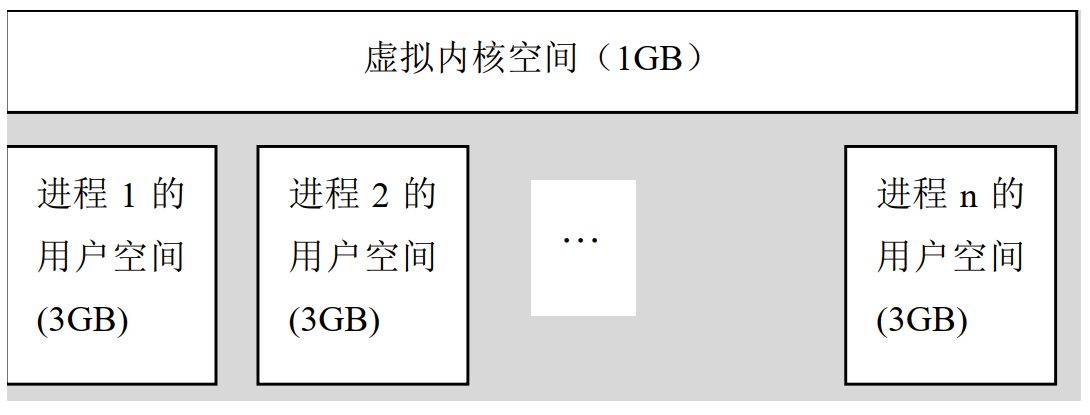 虚拟内核空间（1GB）
进程 1 的
用户空间
(3GB)
进程 2 的
用户空间
(3GB)
…
进程 n 的
用户空间
(3GB)